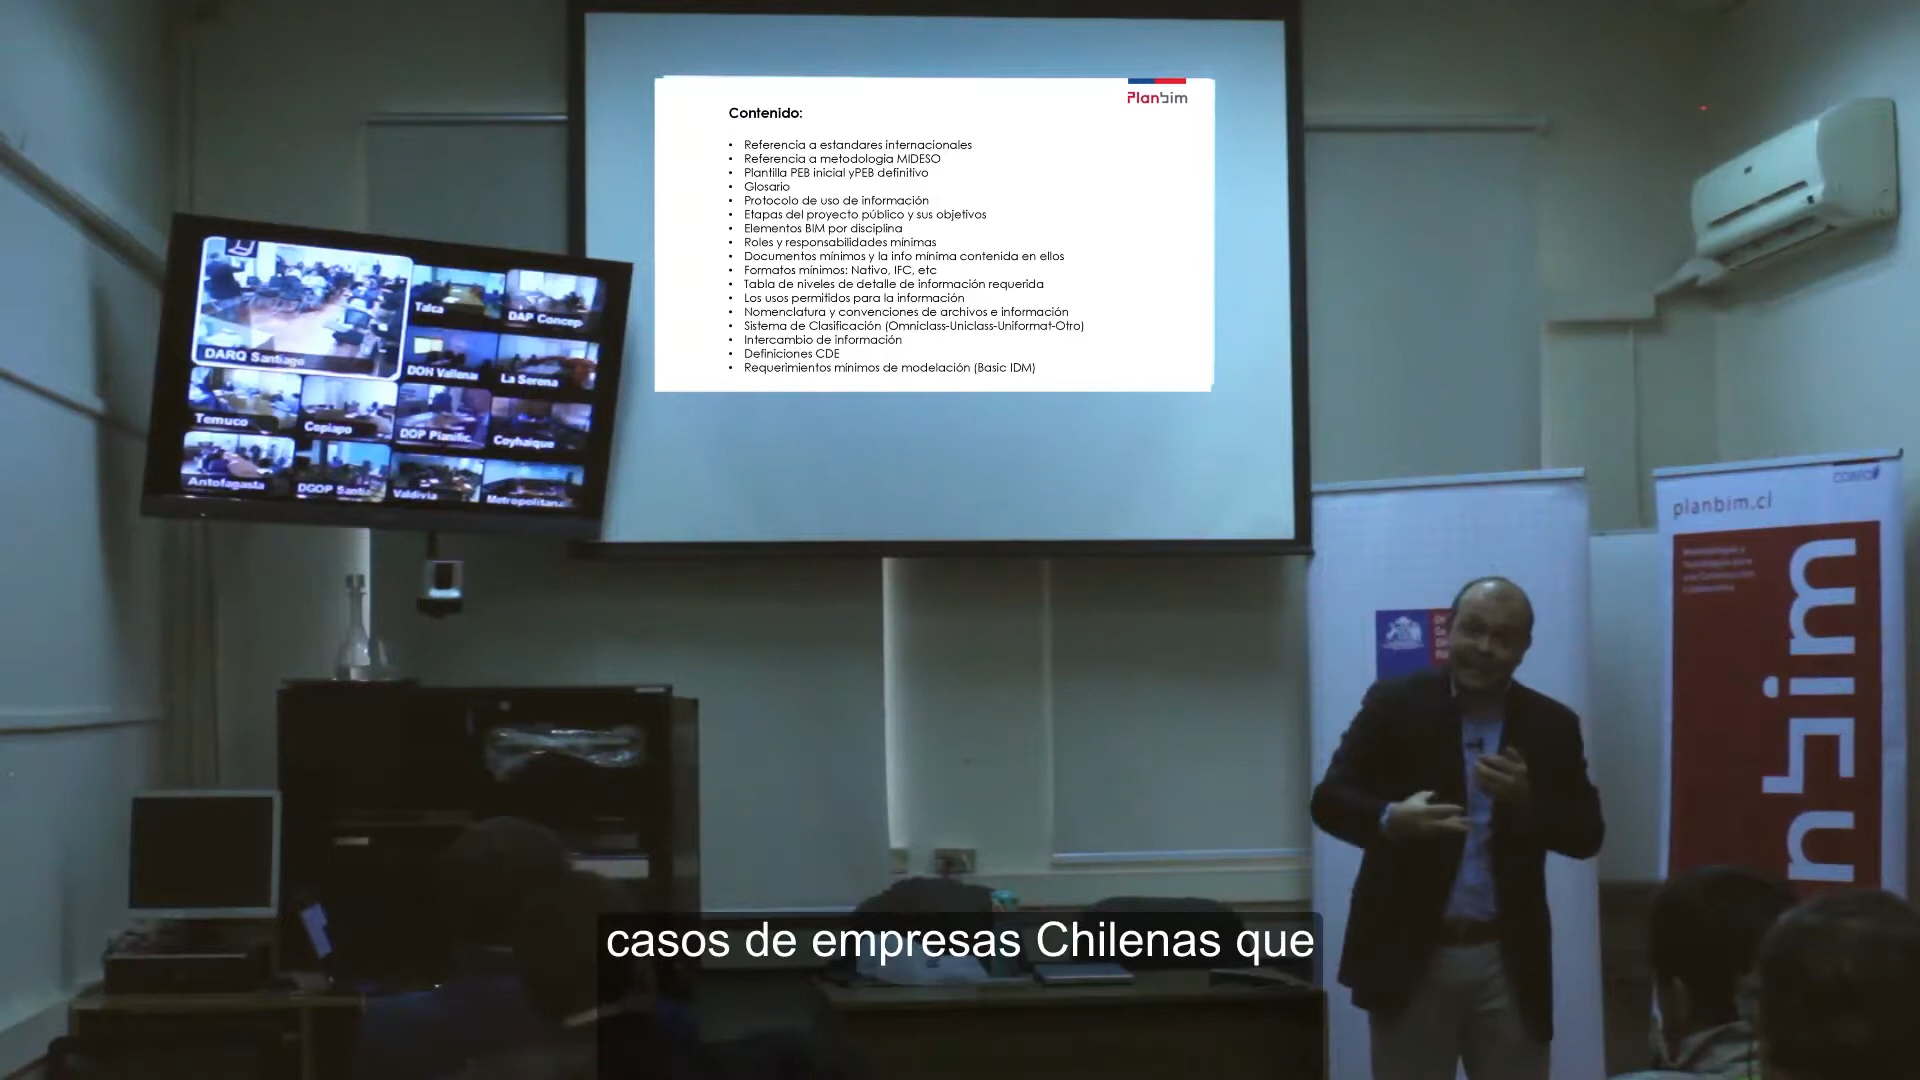 Planbim
Contenido:
• Referencia a estandares internacionales
• Referencia a metodologia MIDESO
• Plantilla PEB inicial yPEB definitivo
• Glosario
• Protocolo de uso de información
• Etapas del proyecto público y sus objetivos
• Elementos BIM por disciplina
• Roles y responsabilidades mínimas
• Documentos mínimos y la info mínima contenida en ellos
• Formatos mínimos: Nativo, IFC, etc
• Tabla de niveles de detalle de información requerida
• Los usos permitidos para la información
• Nomenclatura y convenciones de archivos e información
• Sistema de Clasificación (Omniclass-Uniclass-Uniformat-Otro)
• Intercambio de información
• Definiciones CDE
• Requerimientos mínimos de modelación (Basic IDM)
DARQ Santiago
Talca
DAP Concep
DOH Vallena
La Serena
Temuco
Copiapo
DOP Planific.
Coyhaique
Antofagasta
DGOP Santi
Valdivia
Metropolitana
planbim.cl
nbim
casos de empresas Chilenas que